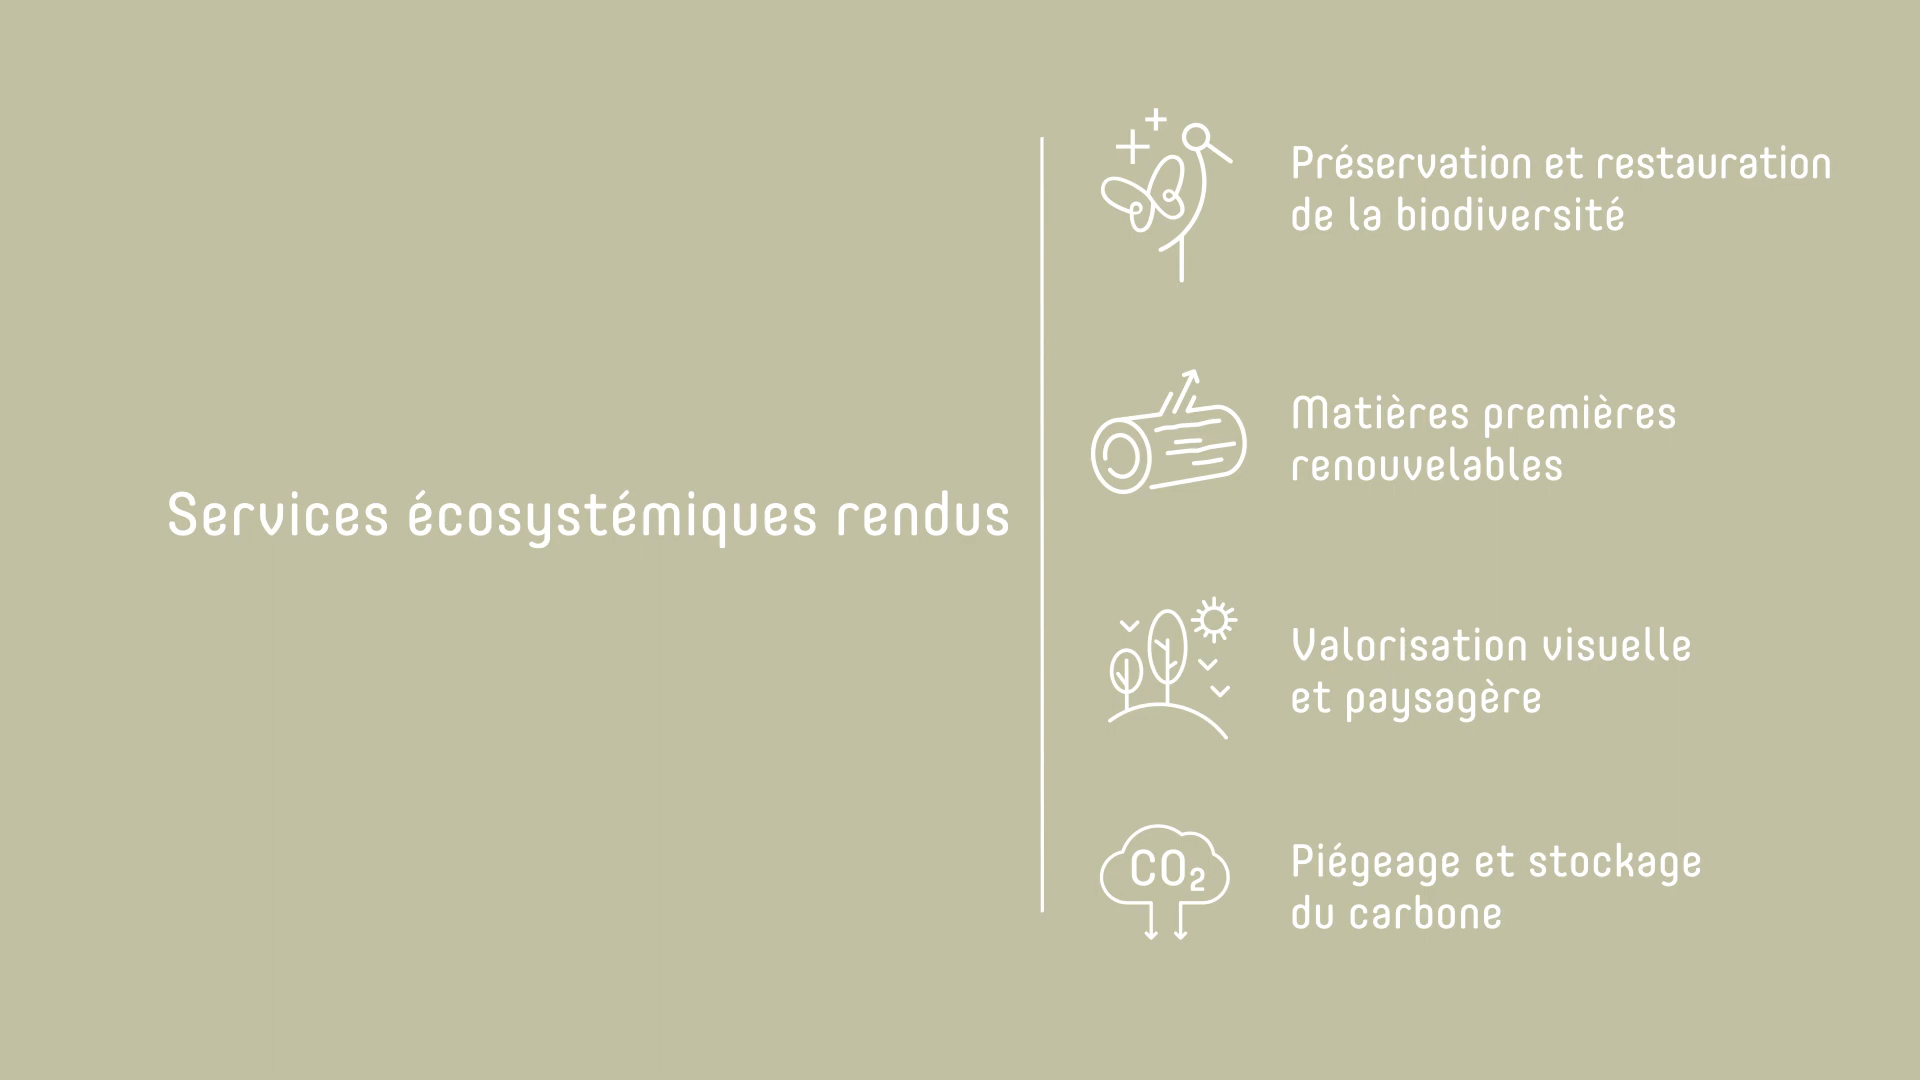 Services écosystémiques rendus
Préservation et restauration
de la biodiversité
Matières premières
renouvelables
Valorisation visuelle
et paysagère
CO₂
Piégeage et stockage
du carbone